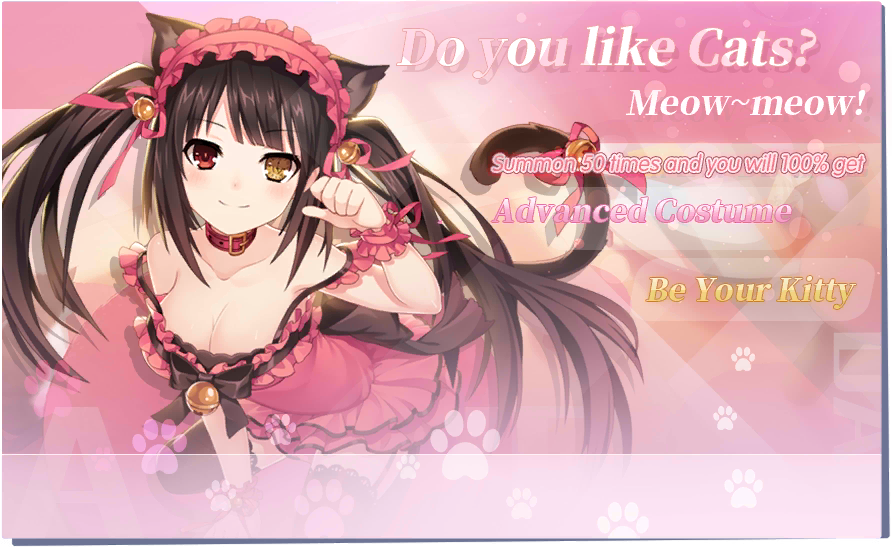 Do you like Cats?
Meow~meow!
Summon 50 times and you will 100% get
Advanced Costume
Be Your Kitty